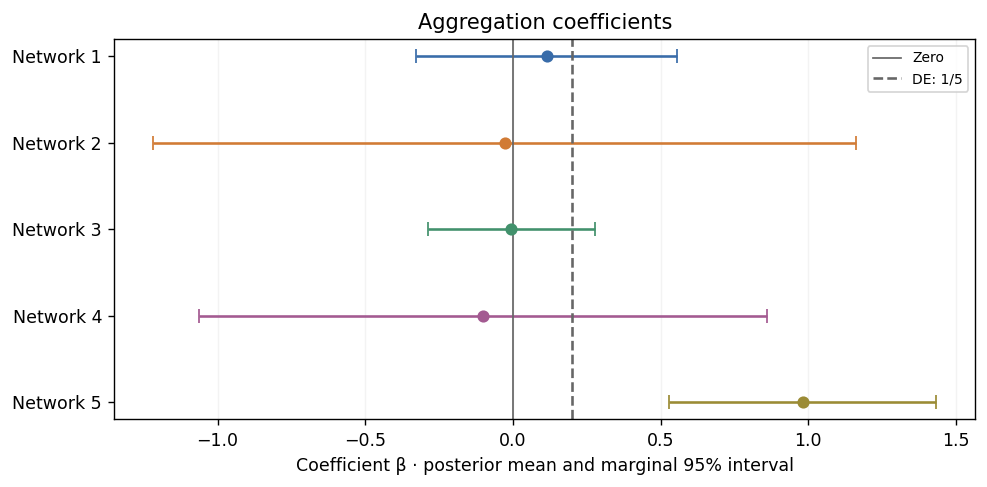 Aggregation coefficients
Network 1
Network 2
Network 3
Network 4
Network 5
Zero
DE: 1/5
−1.0 −0.5 0.0 0.5 1.0 1.5
Coefficient β · posterior mean and marginal 95% interval